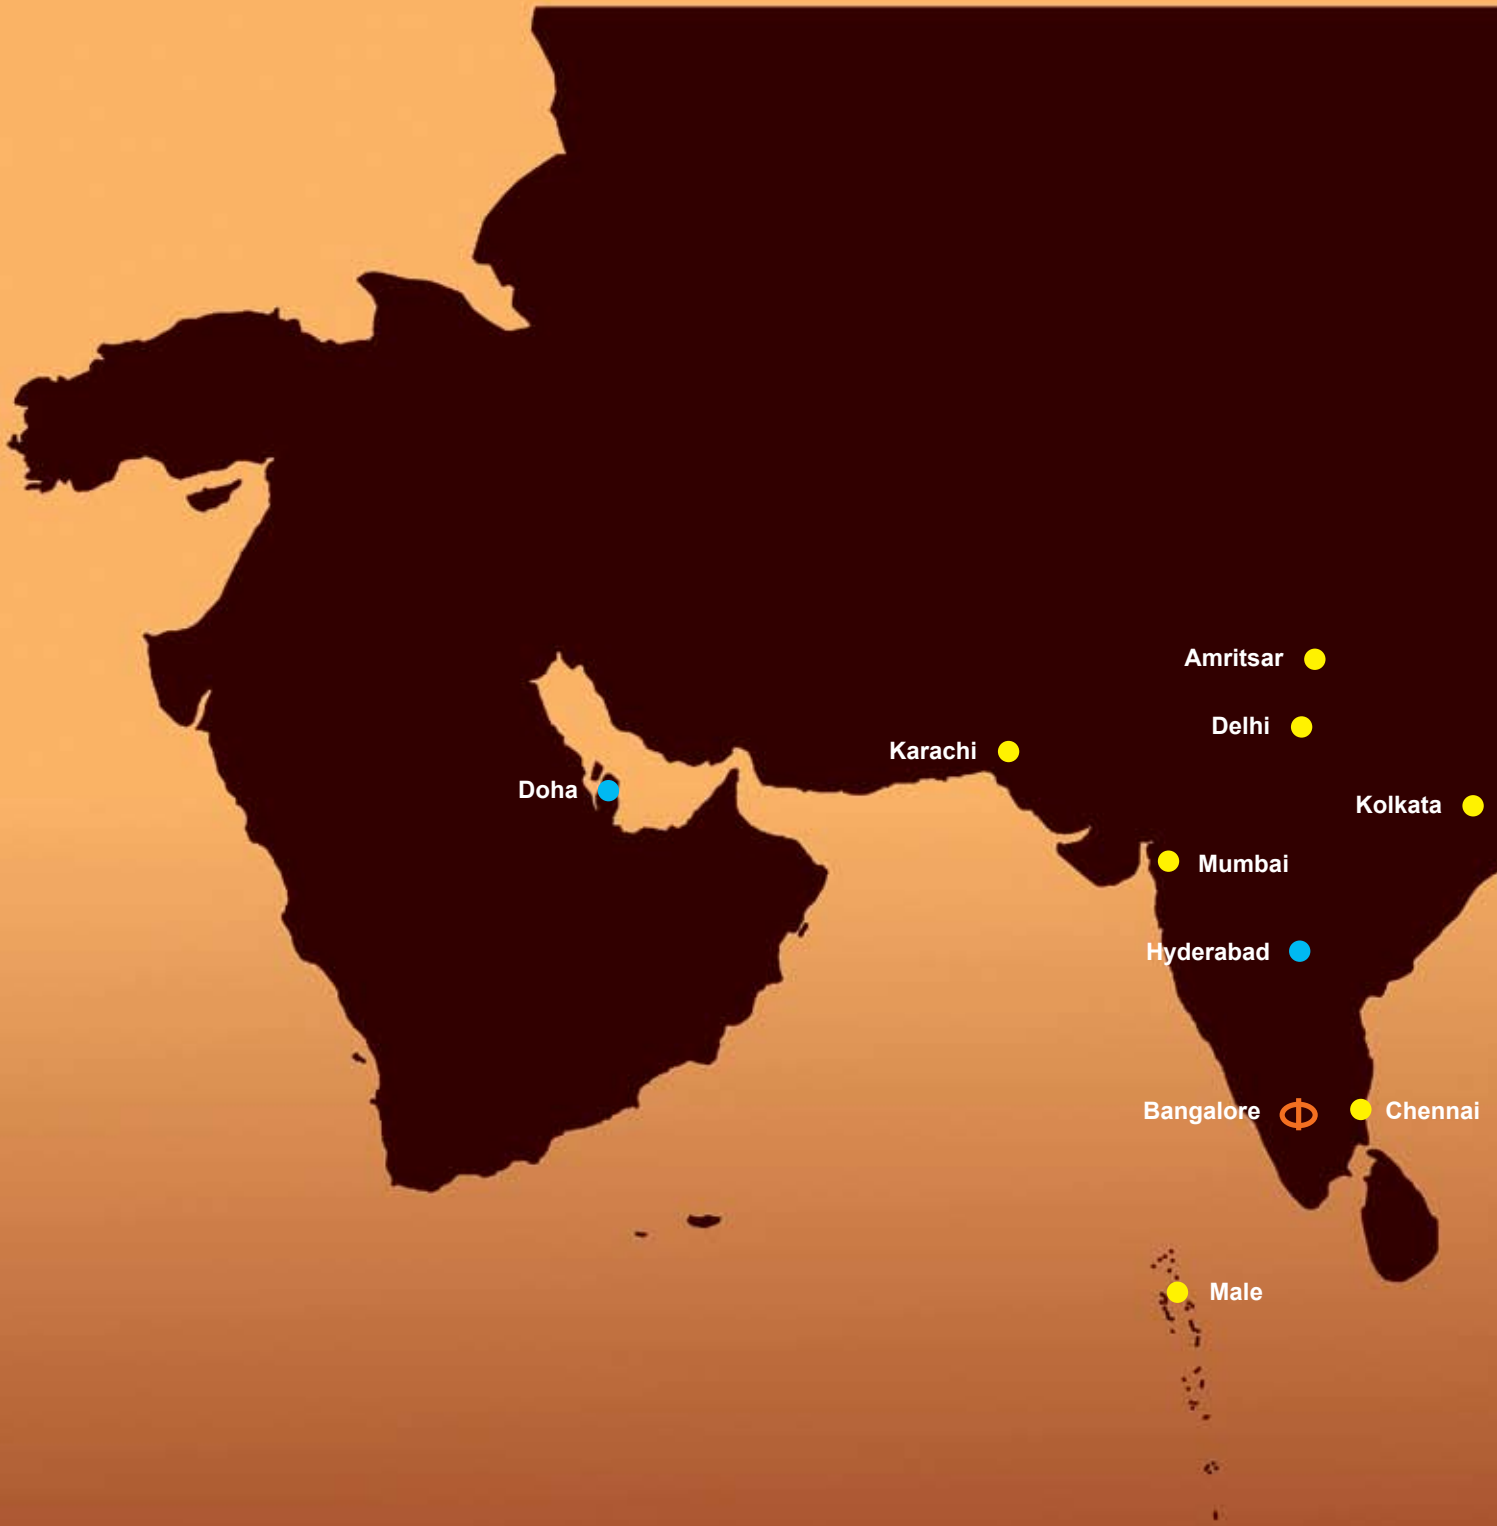 Amritsar
Delhi
Karachi
Doha
Kolkata
Mumbai
Hyderabad
Bangalore
Chennai
Male